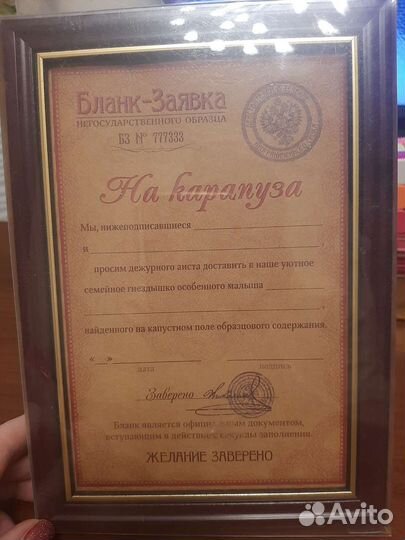 Бланк-Заявка
НЕГОСУДАРСТВЕННОГО ОБРАЗЦА
БЗ № 777333
На карапуза
Мы, нижеподписавшиеся
и ,
просим дежурного аиста доставить в наше уютное
семейное гнездышко особенного малыша
,
найденного на капустном поле образцового содержания.
« »
дата подпись
Заверено
Бланк является официальным документом,
вступающим в действие с секунды заполнения.
ЖЕЛАНИЕ ЗАВЕРЕНО
Avito